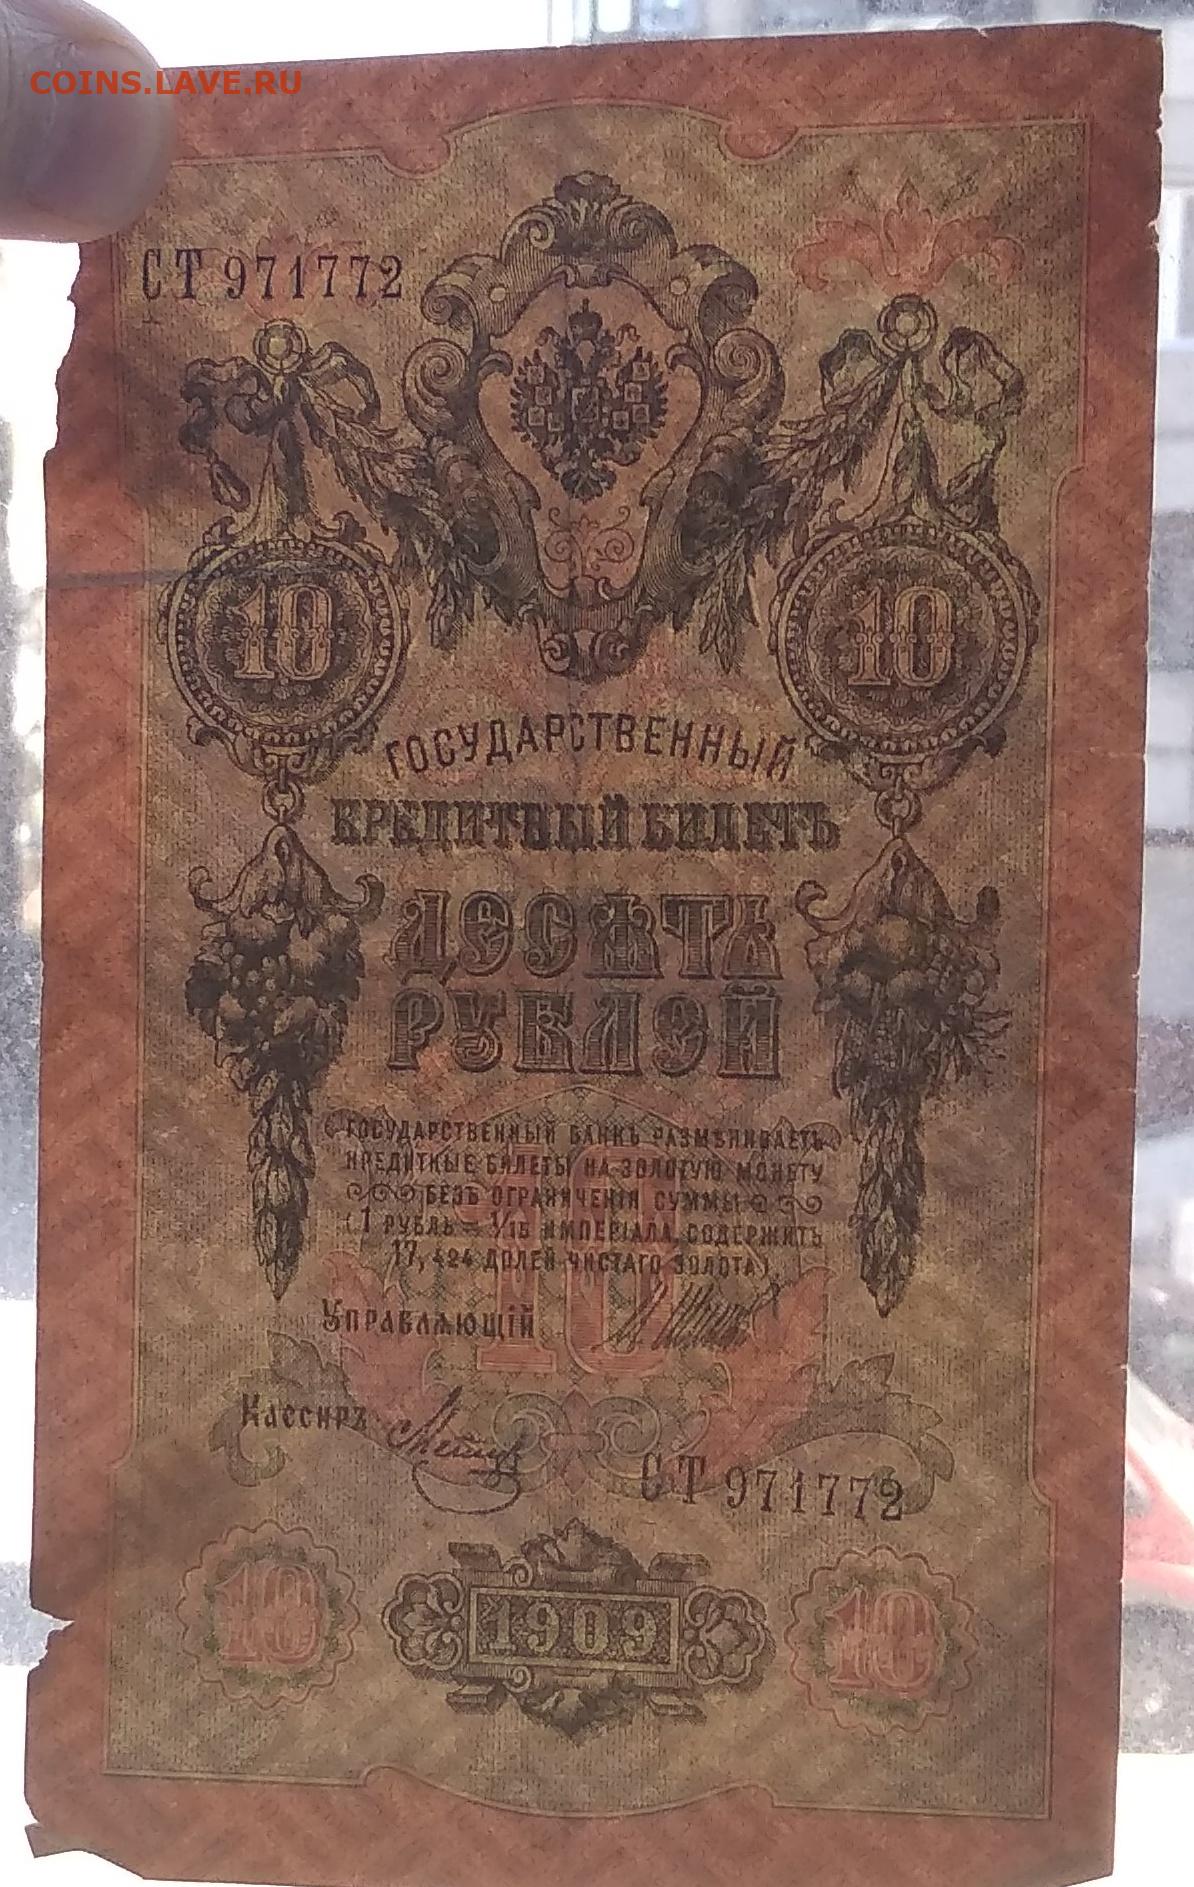 COINS.LAVE.RU
СТ 971772
10 10
ГОСУДАРСТВЕННЫЙ
КРЕДИТНЫЙ БИЛЕТЪ
ДЕСЯТЬ
РУБЛЕЙ
ГОСУДАРСТВЕННЫЙ БАНКЪ РАЗМѢНИВАЕТЪ
КРЕДИТНЫЕ БИЛЕТЫ НА ЗОЛОТУЮ МОНЕТУ
БЕЗЪ ОГРАНИЧЕНІЯ СУММЫ
(1 РУБЛЬ = 1/15 ИМПЕРІАЛА, СОДЕРЖИТЪ
17,424 ДОЛЕЙ ЧИСТАГО ЗОЛОТА)
10
УПРАВЛЯЮЩІЙ
Кассиръ
СТ 971772
10 1909 10